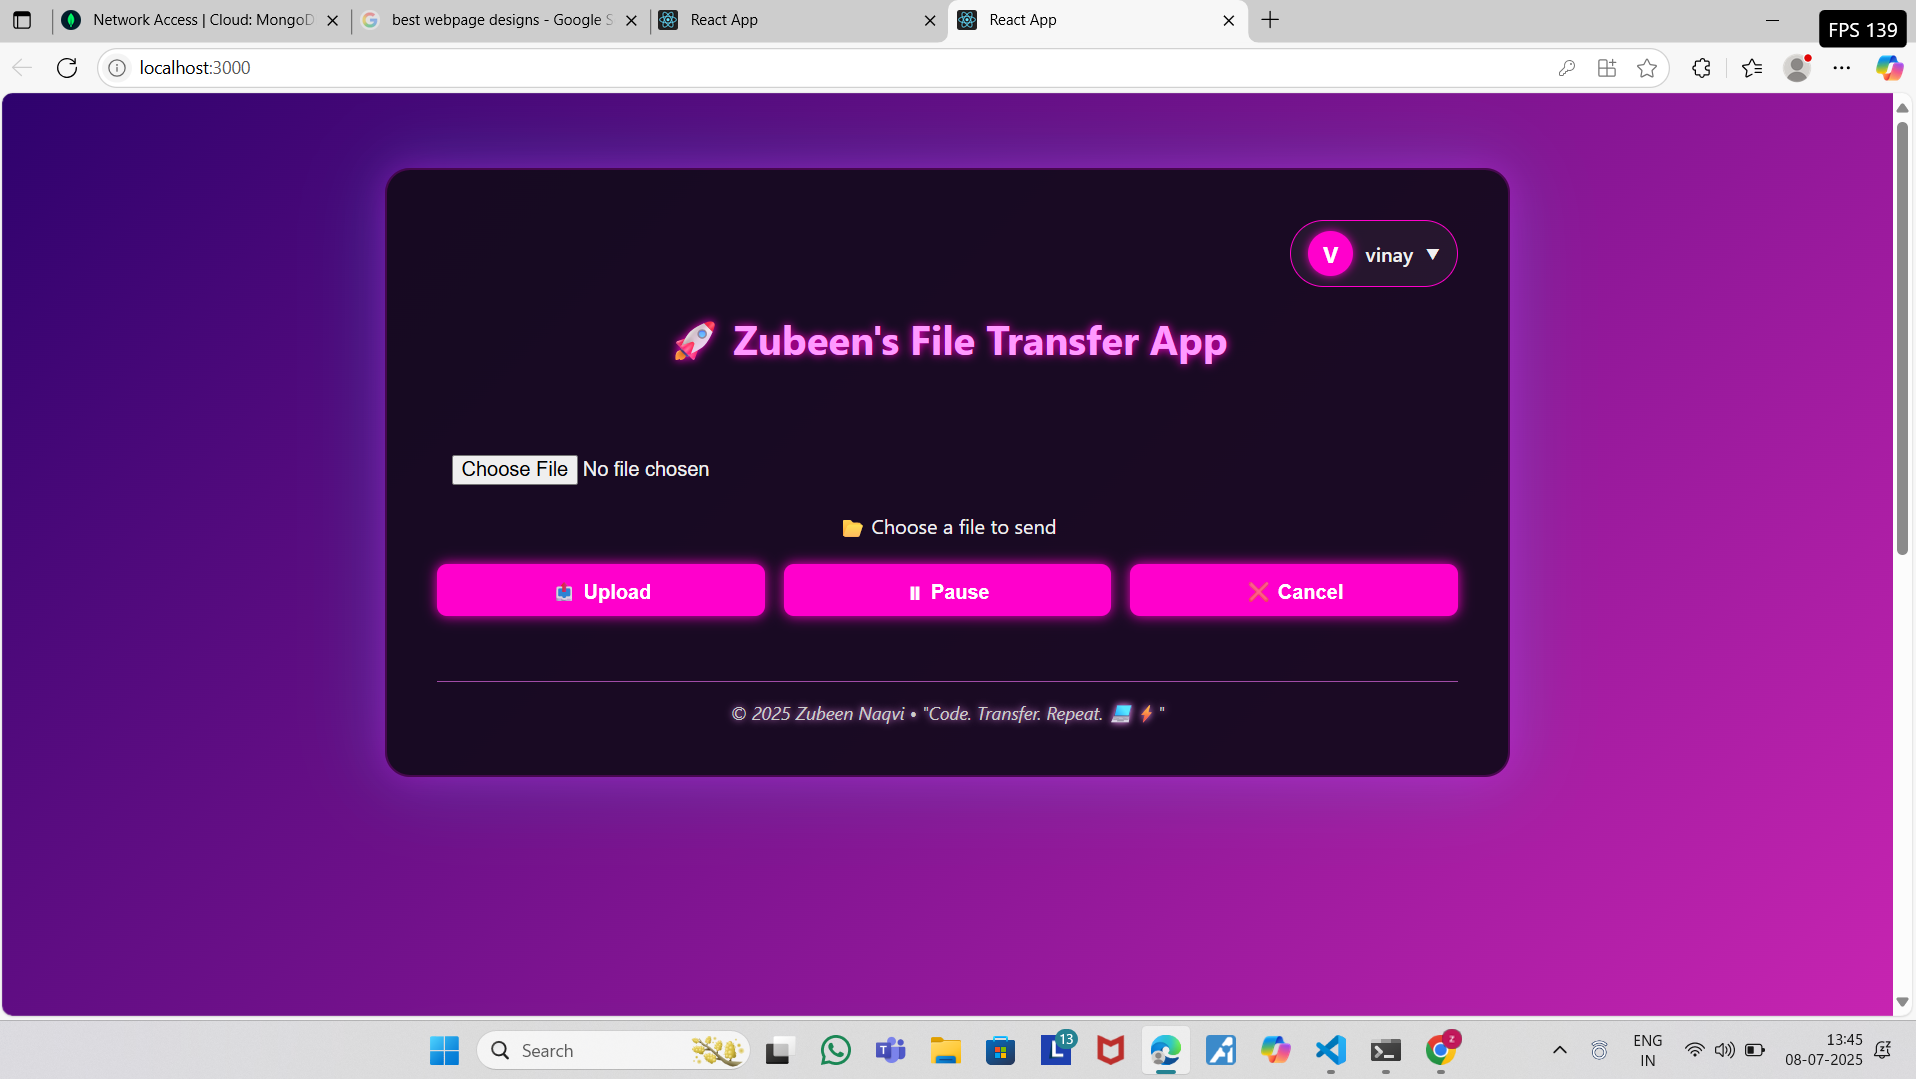 Network Access | Cloud: MongoD
best webpage designs - Google S
React App
React App
FPS 139
localhost:3000
V vinay ▼
🚀 Zubeen's File Transfer App
Choose File No file chosen
📂 Choose a file to send
📤 Upload
⏸ Pause
❌ Cancel
© 2025 Zubeen Naqvi • "Code. Transfer. Repeat. 💻⚡"
Search
13
z
ENG
IN
13:45
08-07-2025